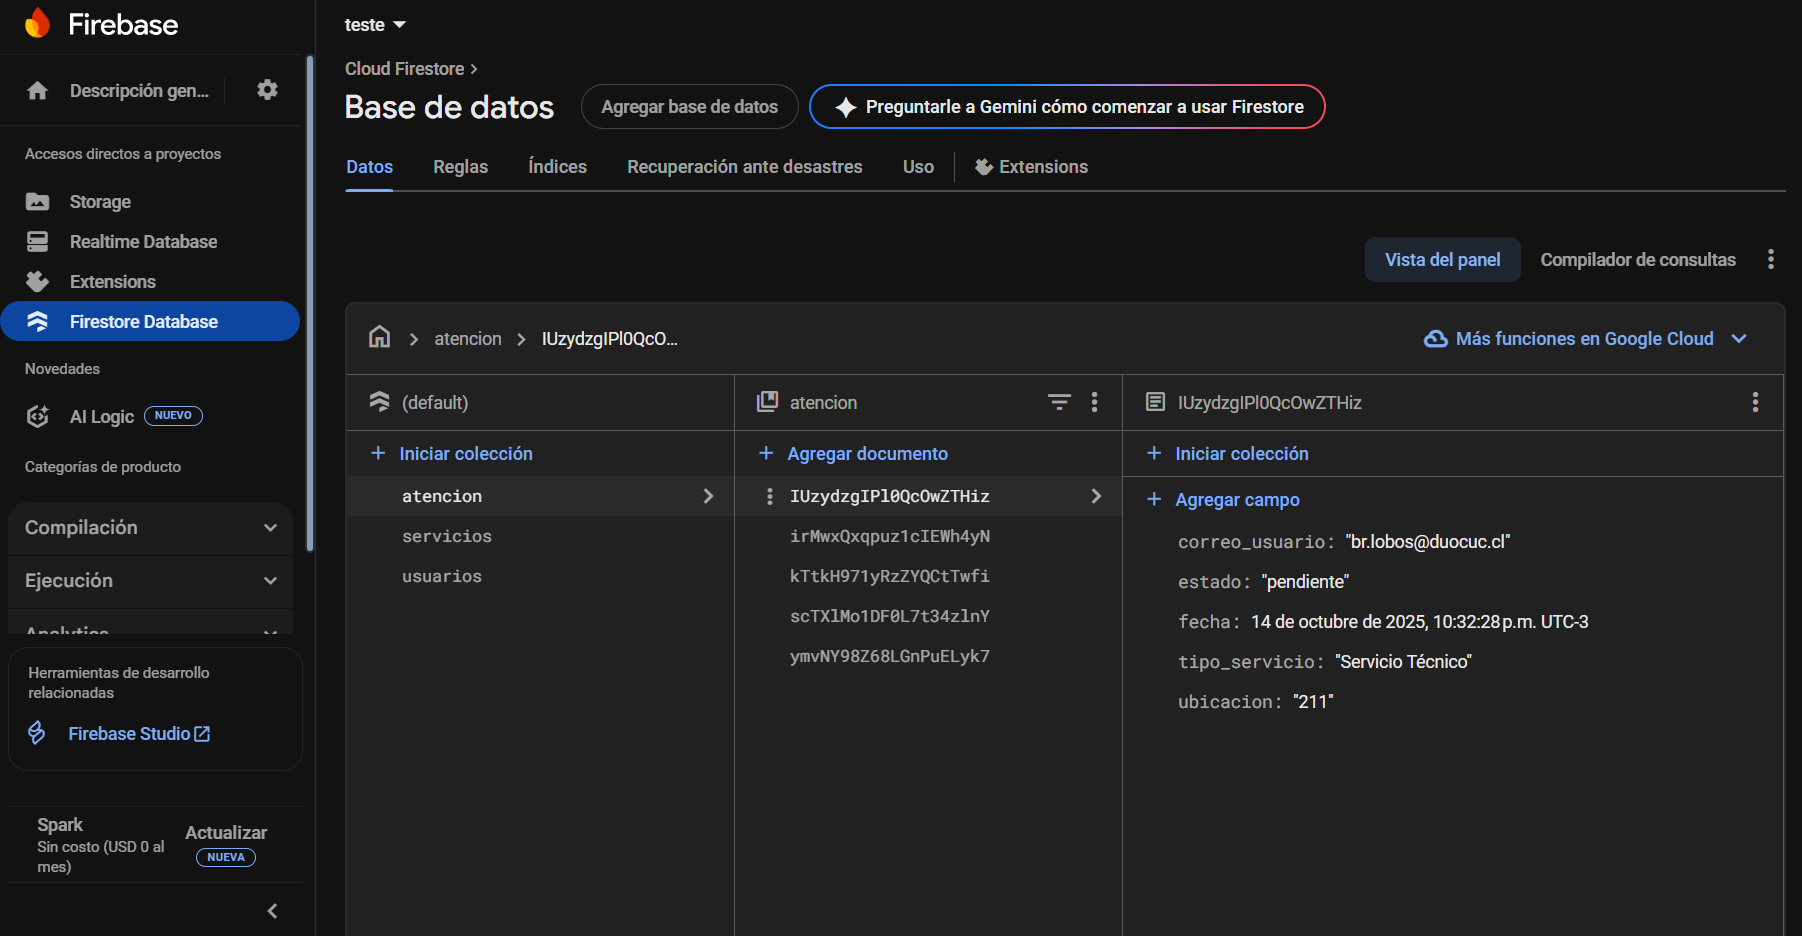 Firebase
Descripción gen...
Accesos directos a proyectos
Storage
Realtime Database
Extensions
Firestore Database
Novedades
AI Logic NUEVO
Categorías de producto
Compilación
Ejecución
Analytics
Herramientas de desarrollo
relacionadas
Firebase Studio
Spark
Sin costo (USD 0 al
mes)
Actualizar
NUEVA
teste
Cloud Firestore
Base de datos
Agregar base de datos
Preguntarle a Gemini cómo comenzar a usar Firestore
Datos Reglas Índices Recuperación ante desastres Uso Extensions
Vista del panel Compilador de consultas
atencion IUzydzgIPl0QcO...
Más funciones en Google Cloud
(default)
Iniciar colección
atencion
servicios
usuarios
atencion
Agregar documento
IUzydzgIPl0QcOwZTHiz
irMwxQxqpuz1cIEWh4yN
kTtkH971yRzZYQCtTwfi
scTXlMo1DF0L7t34zlnY
ymvNY98Z68LGnPuELyk7
IUzydzgIPl0QcOwZTHiz
Iniciar colección
Agregar campo
correo_usuario: "br.lobos@duocuc.cl"
estado: "pendiente"
fecha: 14 de octubre de 2025, 10:32:28 p.m. UTC-3
tipo_servicio: "Servicio Técnico"
ubicacion: "211"